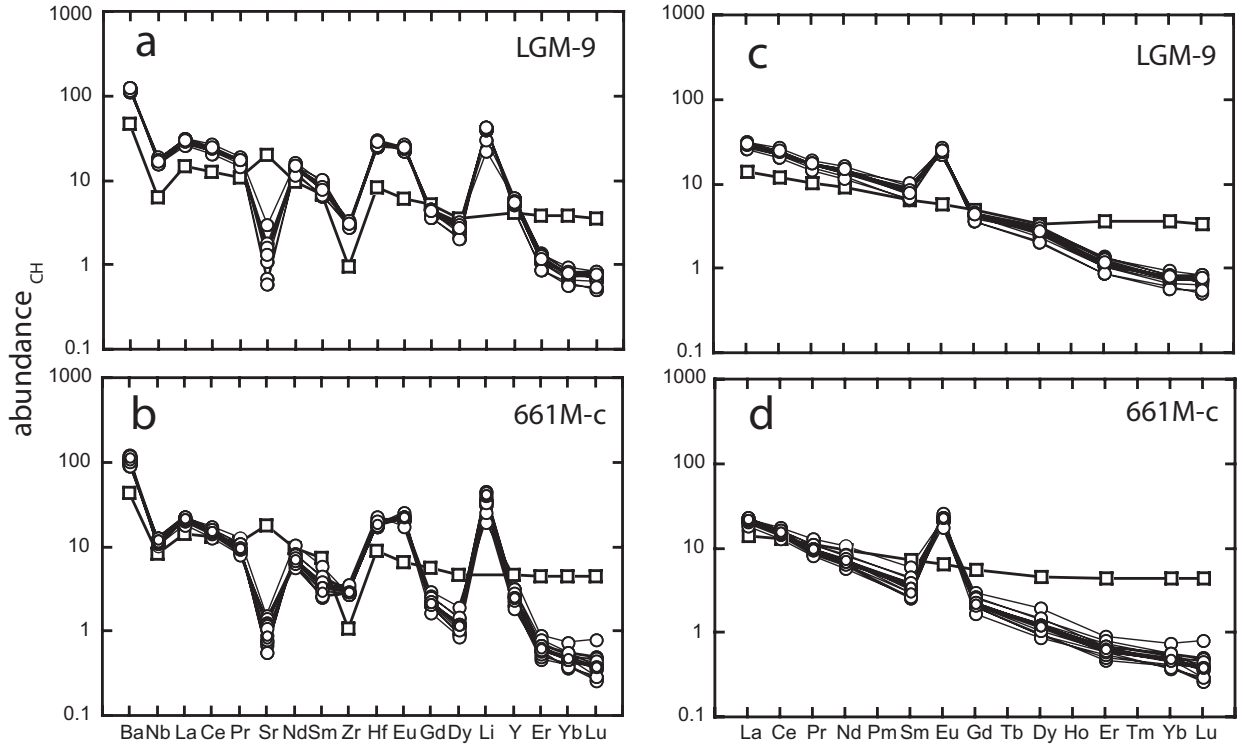 abundance CH
1000
100
10
1
0.1
a
LGM-9
1000
100
10
1
0.1
c
LGM-9
1000
100
10
1
0.1
b
661M-c
Ba Nb La Ce Pr Sr Nd Sm Zr Hf Eu Gd Dy Li Y Er Yb Lu
1000
100
10
1
0.1
d
661M-c
La Ce Pr Nd Pm Sm Eu Gd Tb Dy Ho Er Tm Yb Lu